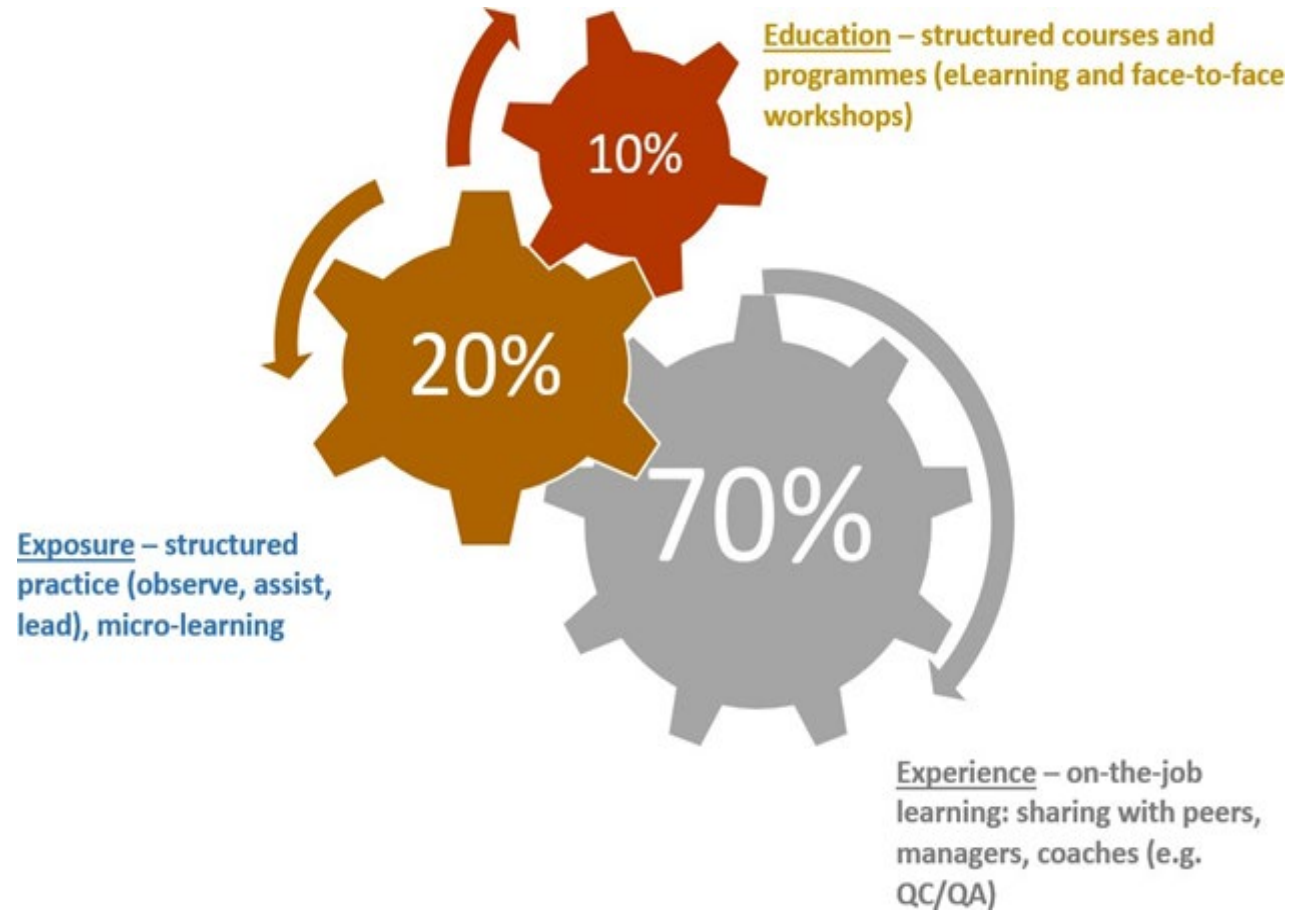 Education – structured courses and
programmes (eLearning and face-to-face
workshops)
10%
20%
70%
Exposure – structured
practice (observe, assist,
lead), micro-learning
Experience – on-the-job
learning: sharing with peers,
managers, coaches (e.g.
QC/QA)